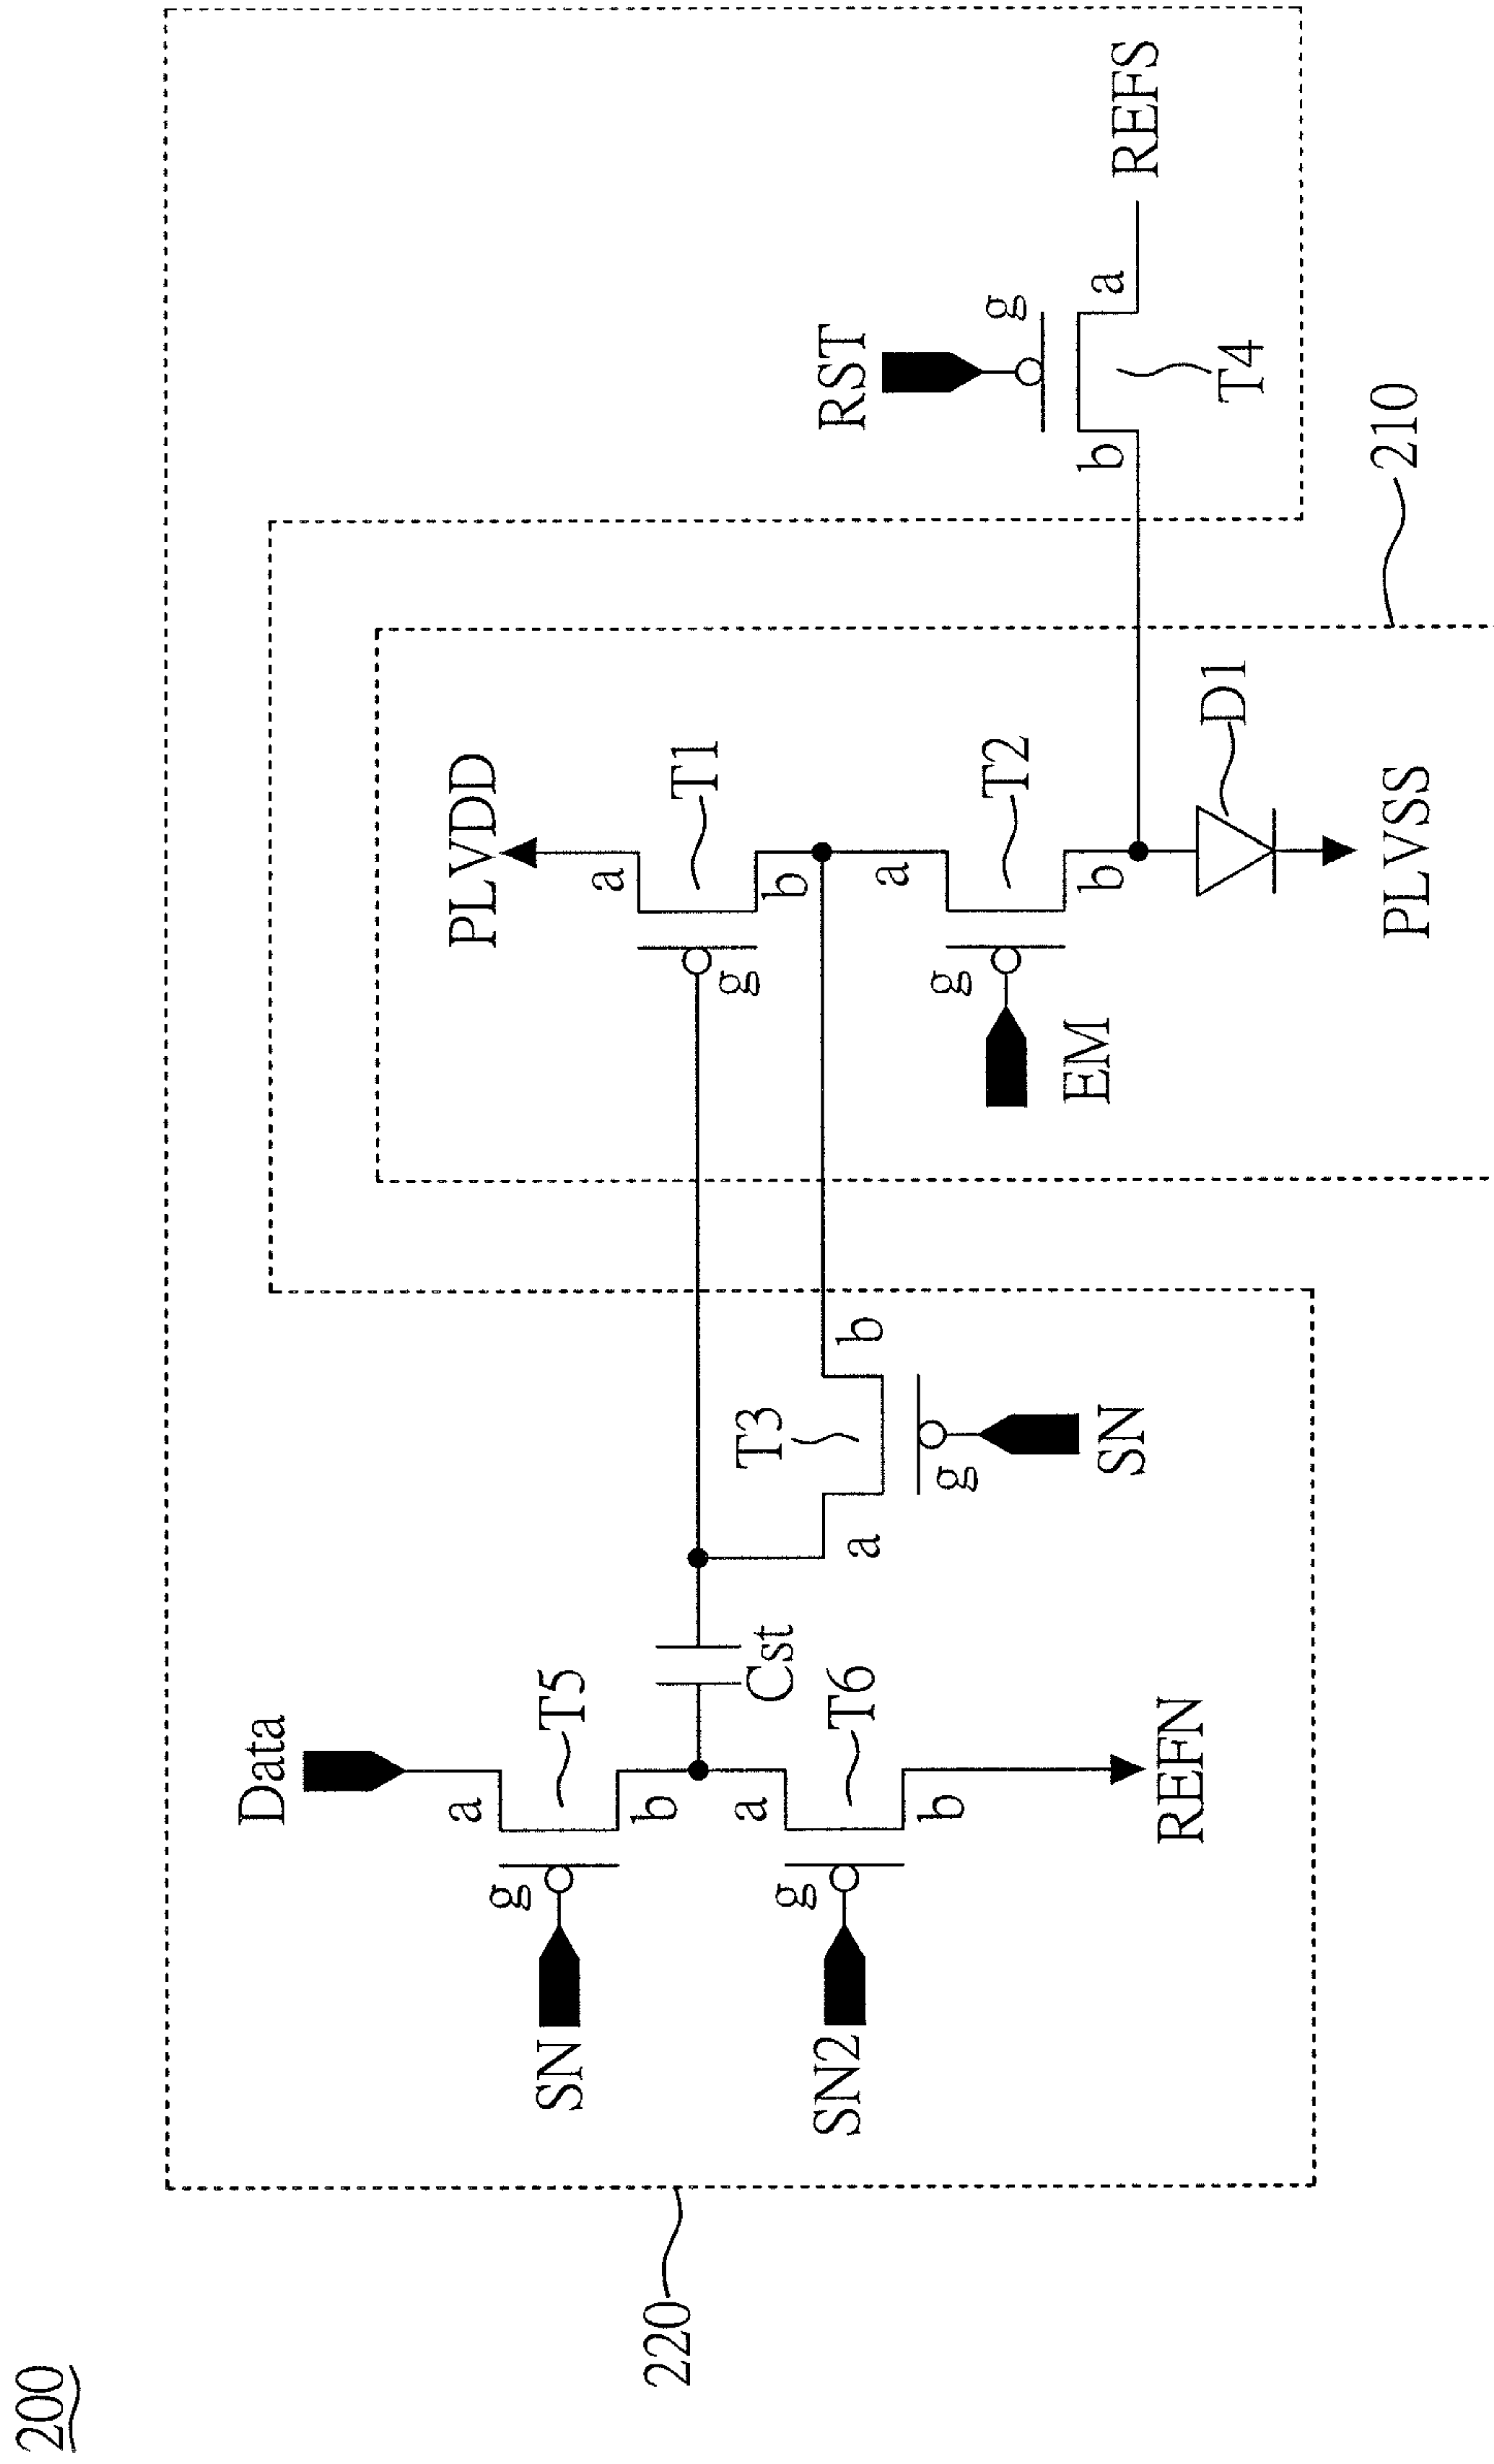 200
220
210
Data
a
T5
g
b
SN
a
T6
g
b
SN2
REFN
Cst
a
T3
b
g
SN
PLVDD
a
T1
g
b
a
T2
g
b
EM
D1
PLVSS
RST
g
b
a
T4
REFS